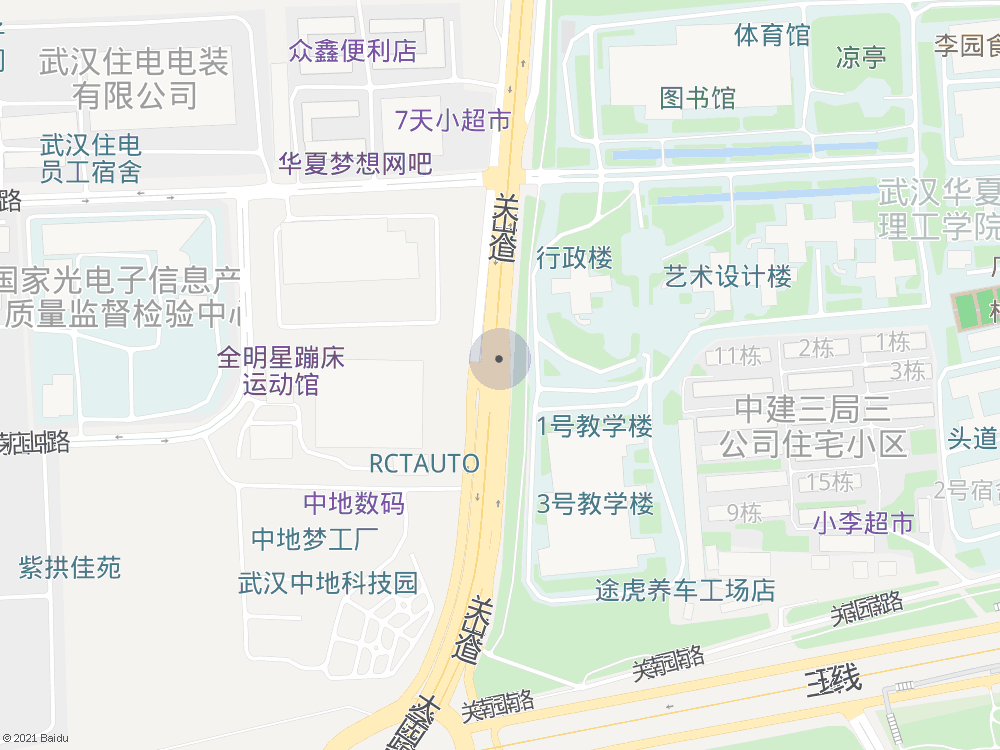 体育馆
李园食
众鑫便利店
武汉住电电装
有限公司
凉亭
图书馆
7天小超市
武汉住电
员工宿舍
华夏梦想网吧
路
关山大道
武汉华夏
理工学院
行政楼
艺术设计楼
国家光电子信息产
质量监督检验中心
全明星蹦床
运动馆
11栋
2栋
1栋
3栋
中建三局三
公司住宅小区
1号教学楼
头道
RCTAUTO
15栋
2号宿舍
3号教学楼
中地数码
9栋
小李超市
中地梦工厂
紫拱佳苑
武汉中地科技园
途虎养车工场店
关南园南路
关山大道
关南园南路
三环线
关南园南路
© 2021 Baidu